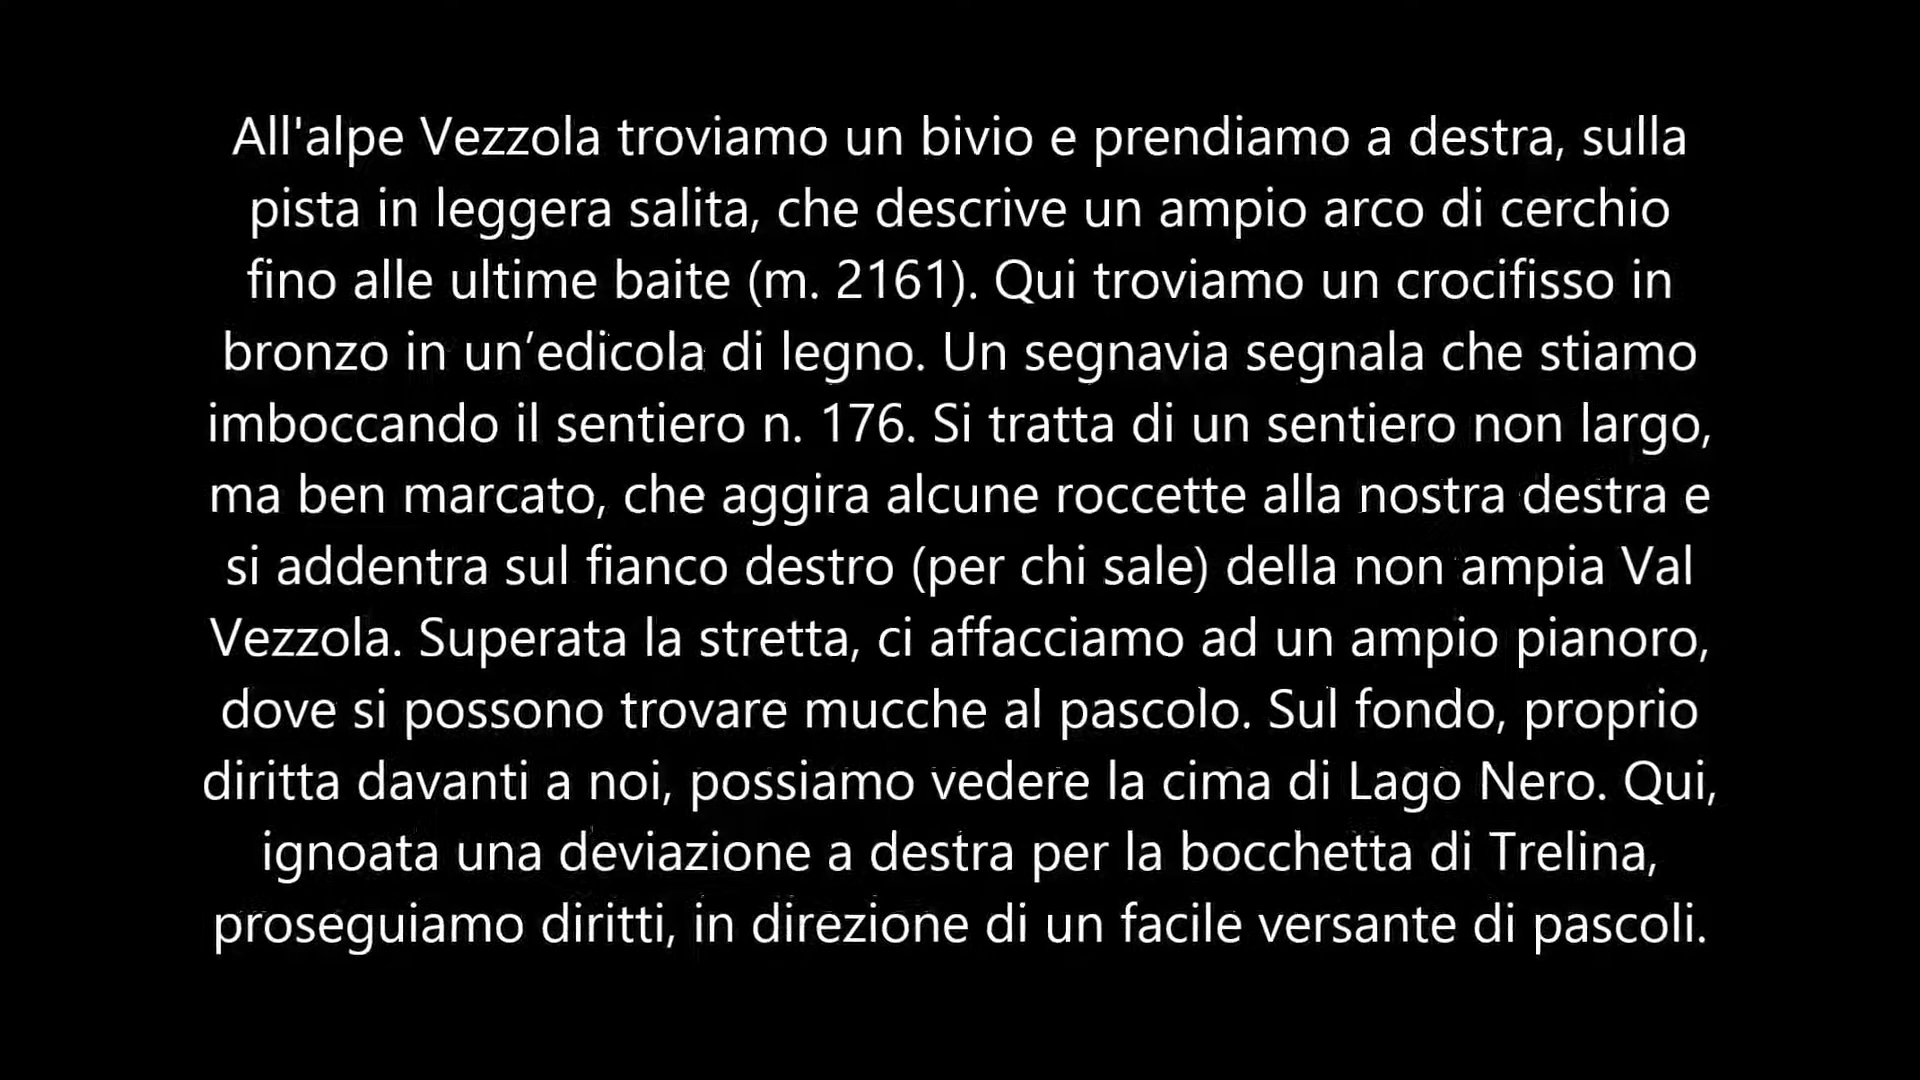 All'alpe Vezzola troviamo un bivio e prendiamo a destra, sulla
pista in leggera salita, che descrive un ampio arco di cerchio
fino alle ultime baite (m. 2161). Qui troviamo un crocifisso in
bronzo in un’edicola di legno. Un segnavia segnala che stiamo
imboccando il sentiero n. 176. Si tratta di un sentiero non largo,
ma ben marcato, che aggira alcune roccette alla nostra destra e
si addentra sul fianco destro (per chi sale) della non ampia Val
Vezzola. Superata la stretta, ci affacciamo ad un ampio pianoro,
dove si possono trovare mucche al pascolo. Sul fondo, proprio
diritta davanti a noi, possiamo vedere la cima di Lago Nero. Qui,
ignoata una deviazione a destra per la bocchetta di Trelina,
proseguiamo diritti, in direzione di un facile versante di pascoli.